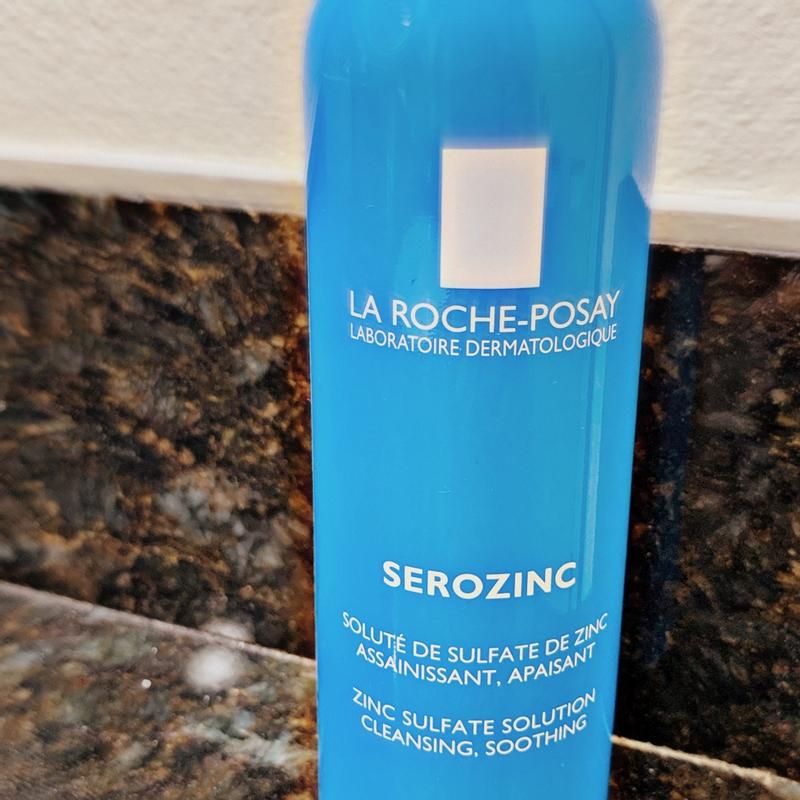 LA ROCHE-POSAY
LABORATOIRE DERMATOLOGIQUE
SEROZINC
SOLUTÉ DE SULFATE DE ZINC
ASSAINISSANT, APAISANT
ZINC SULFATE SOLUTION
CLEANSING, SOOTHING